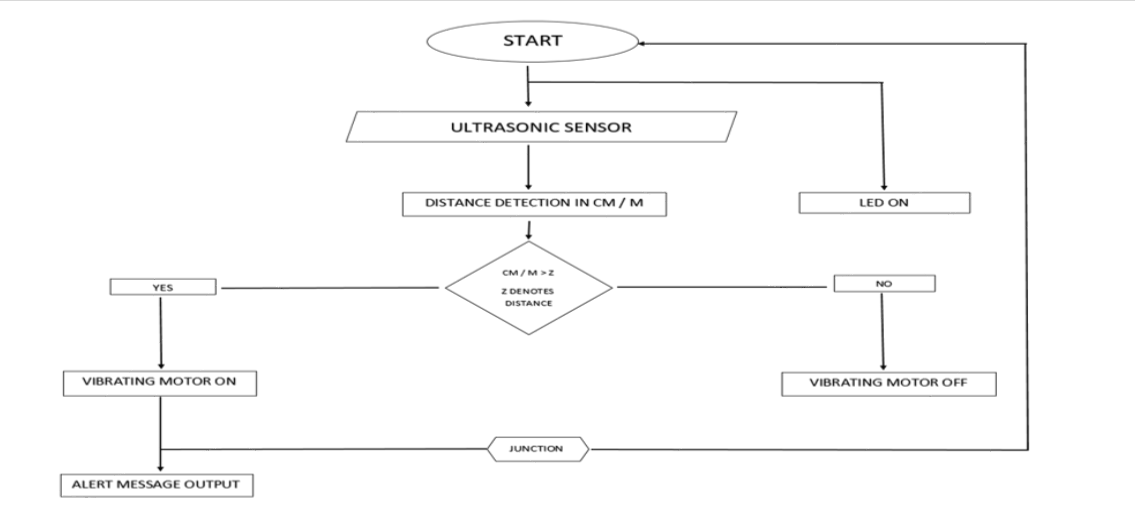 START
ULTRASONIC SENSOR
DISTANCE DETECTION IN CM / M
LED ON
CM / M > Z
Z DENOTES
DISTANCE
YES
NO
VIBRATING MOTOR ON
VIBRATING MOTOR OFF
JUNCTION
ALERT MESSAGE OUTPUT